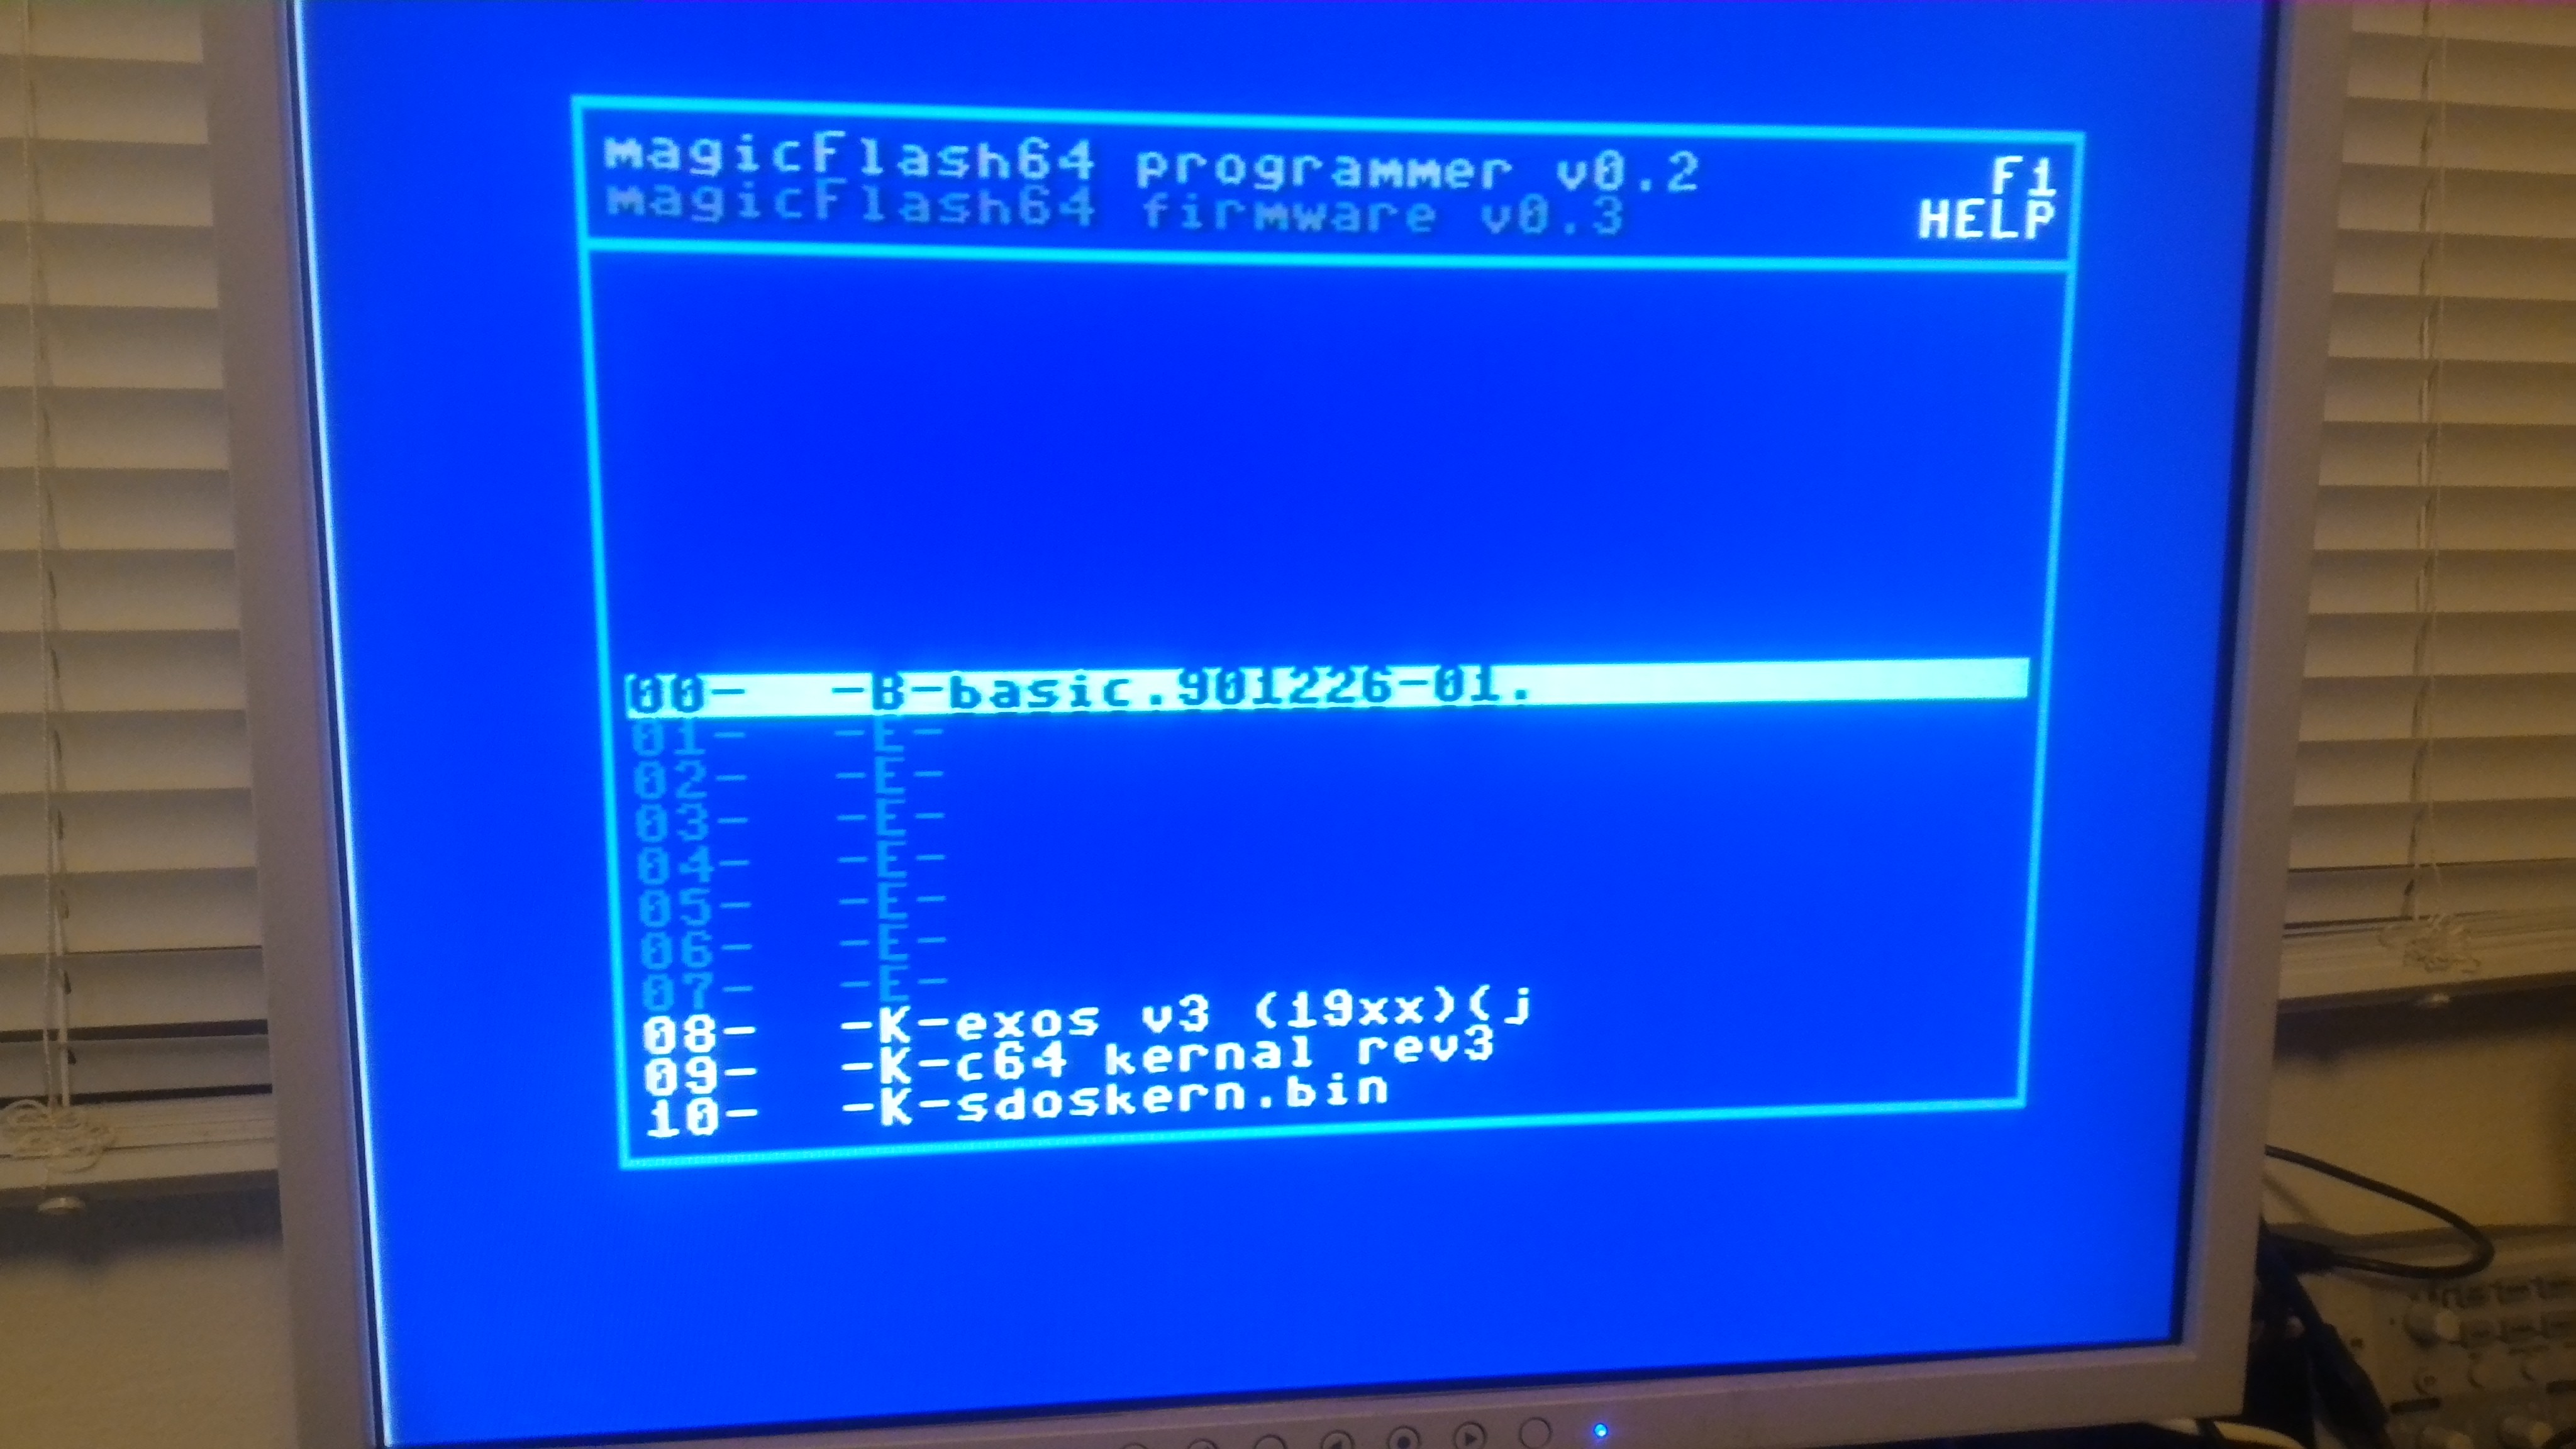 magicFlash64 programmer v0.2 F1
magicFlash64 firmware v0.3 HELP
00- -B-basic.901226-01.
01- -E-
02- -E-
03- -E-
04- -E-
05- -E-
06- -E-
07- -E-
08- -K-exos v3 (19xx)(j
09- -K-c64 kernal rev3
10- -K-sdoskern.bin